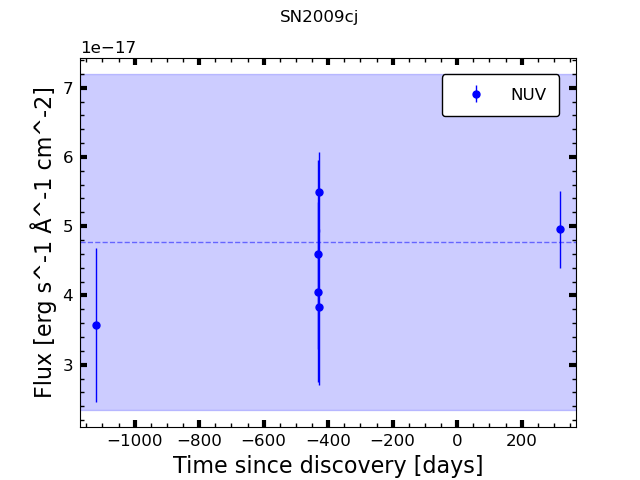 SN2009cj
1e−17
7
6
5
4
3
NUV
Flux [erg s^-1 Å^-1 cm^-2]
−1000 −800 −600 −400 −200 0 200
Time since discovery [days]